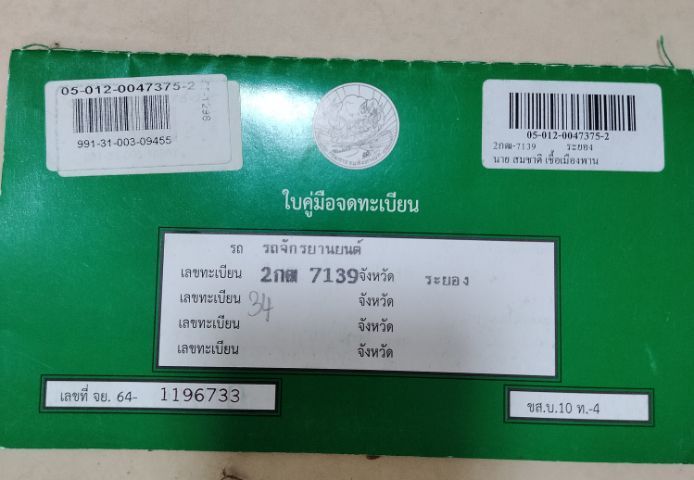 05-012-0047375-2
991-31-003-09455
05-012-0047375-2
2กฒ-7139 ระยอง
นาย สมชาติ เชื้อเมืองพาน
ใบคู่มือจดทะเบียน
รถ รถจักรยานยนต์
เลขทะเบียน 2กฒ 7139 จังหวัด ระยอง
เลขทะเบียน 34 จังหวัด
เลขทะเบียน จังหวัด
เลขทะเบียน จังหวัด
เลขที่ จย. 64- 1196733
ขส.บ.10 ท.-4